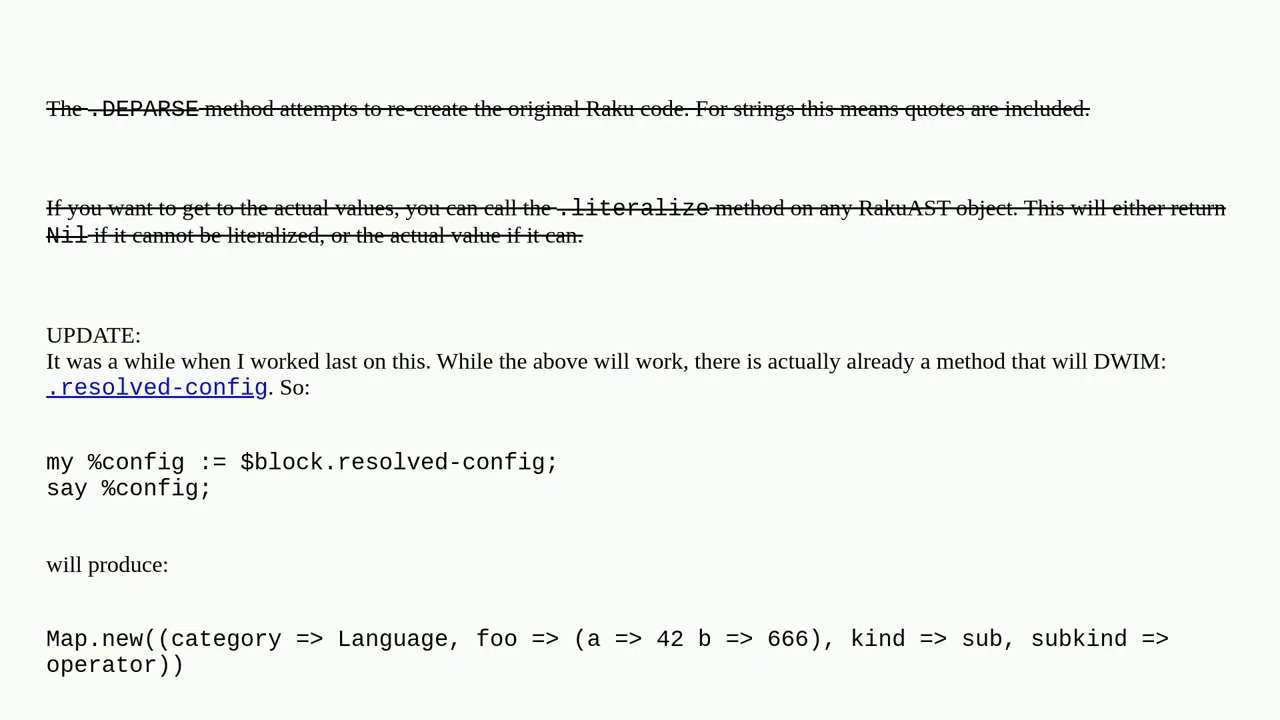 The .DEPARSE method attempts to re-create the original Raku code. For strings this means quotes are included.
If you want to get to the actual values, you can call the .literalize method on any RakuAST object. This will either return
Nil if it cannot be literalized, or the actual value if it can.
UPDATE:
It was a while when I worked last on this. While the above will work, there is actually already a method that will DWIM:
.resolved-config. So:
my %config := $block.resolved-config;
say %config;
will produce:
Map.new((category => Language, foo => (a => 42 b => 666), kind => sub, subkind =>
operator))